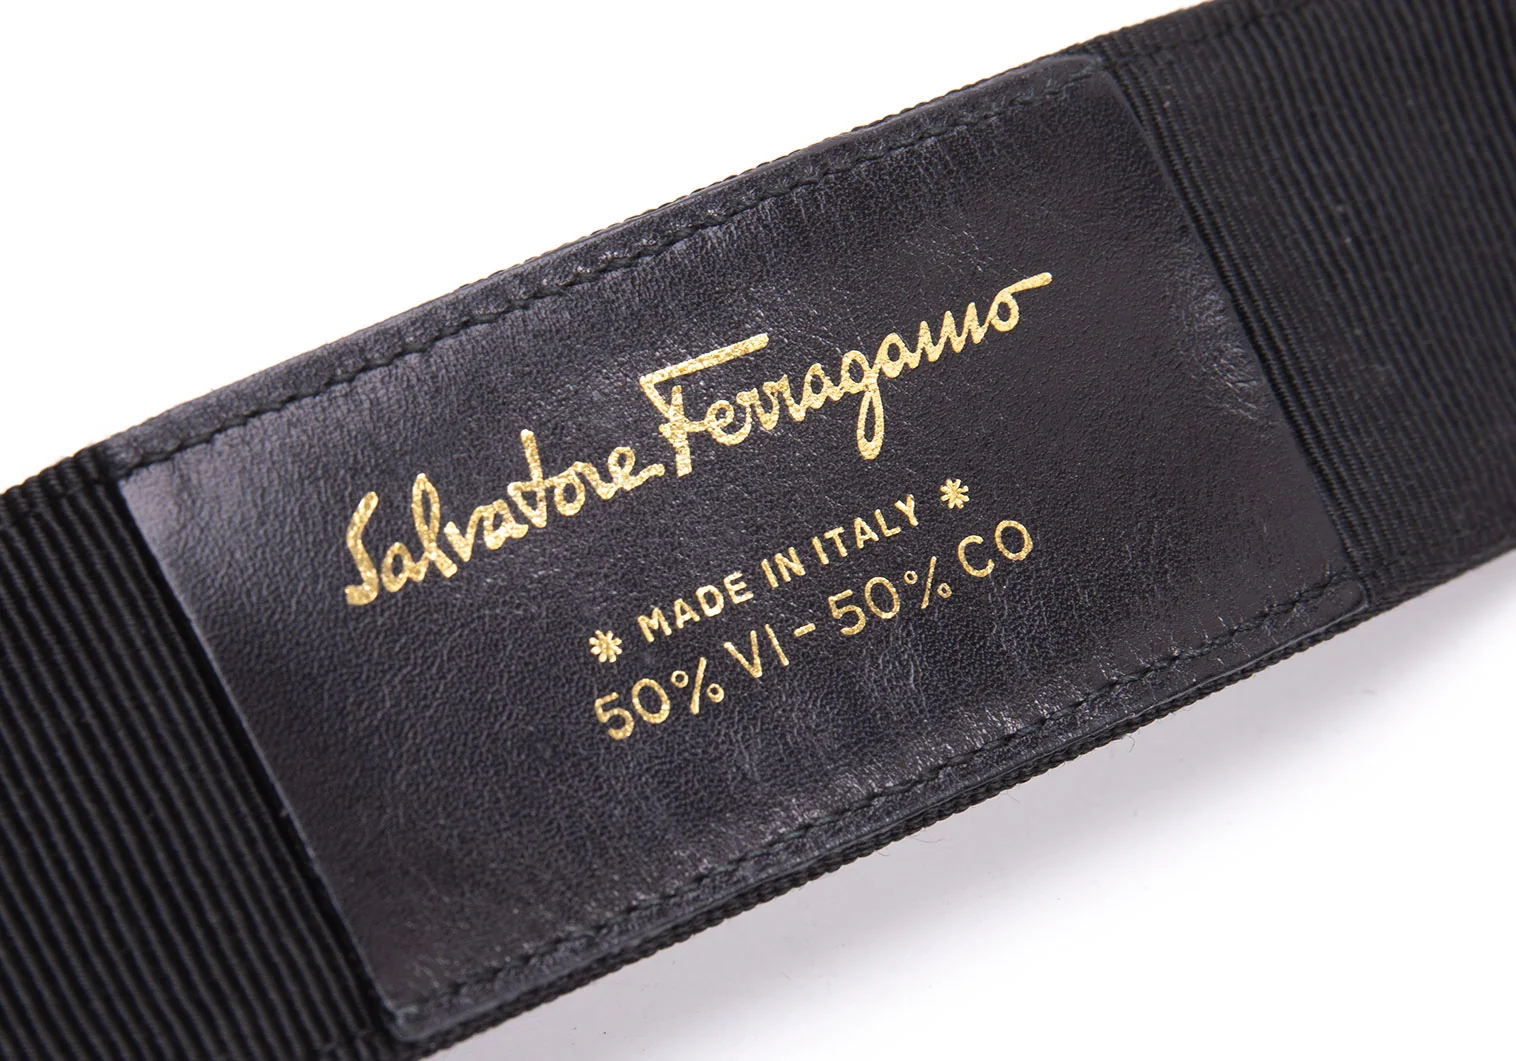 Salvatore Ferragamo
* MADE IN ITALY *
50% VI - 50% CO